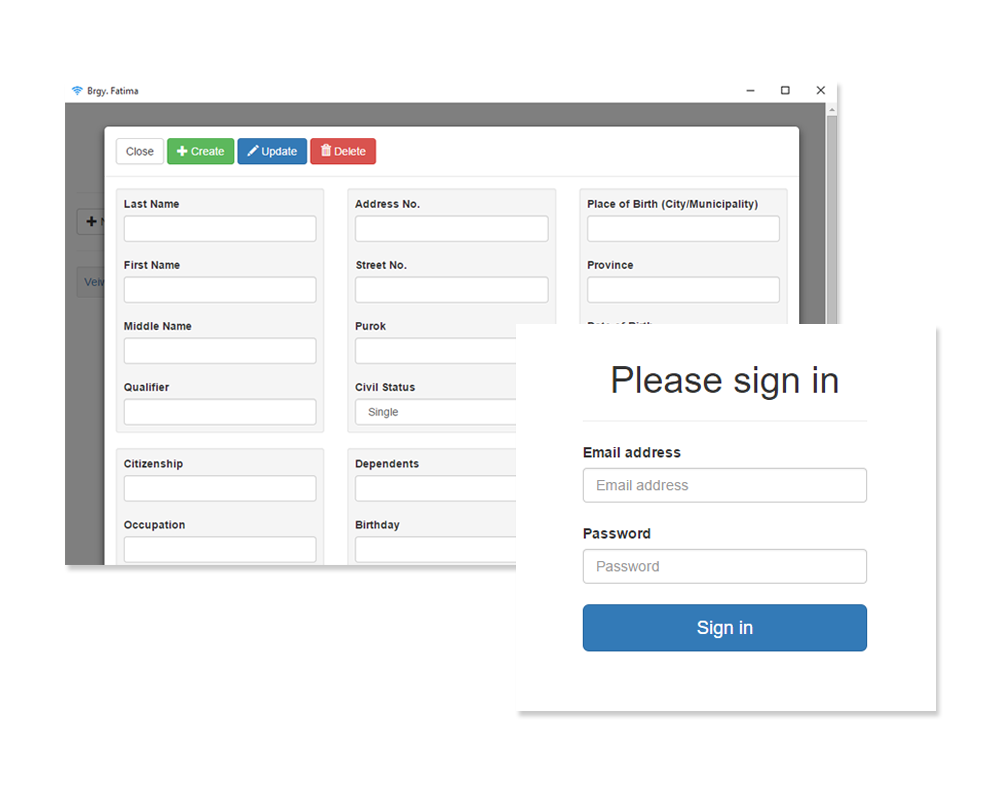 Brgy. Fatima
Close
Create
Update
Delete
Last Name
First Name
Middle Name
Qualifier
Address No.
Street No.
Purok
Civil Status
Single
Place of Birth (City/Municipality)
Province
Citizenship
Occupation
Dependents
Birthday
Please sign in
Email address
Email address
Password
Password
Sign in